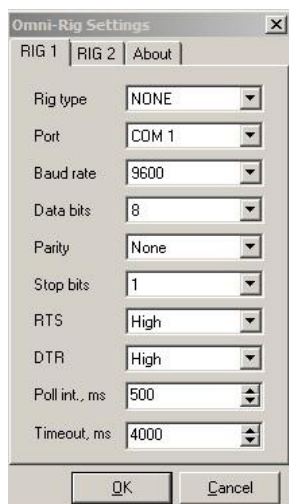 Omni-Rig Settings
RIG 1 RIG 2 About
Rig type NONE
Port COM 1
Baud rate 9600
Data bits 8
Parity None
Stop bits 1
RTS High
DTR High
Poll int., ms 500
Timeout, ms 4000
OK Cancel